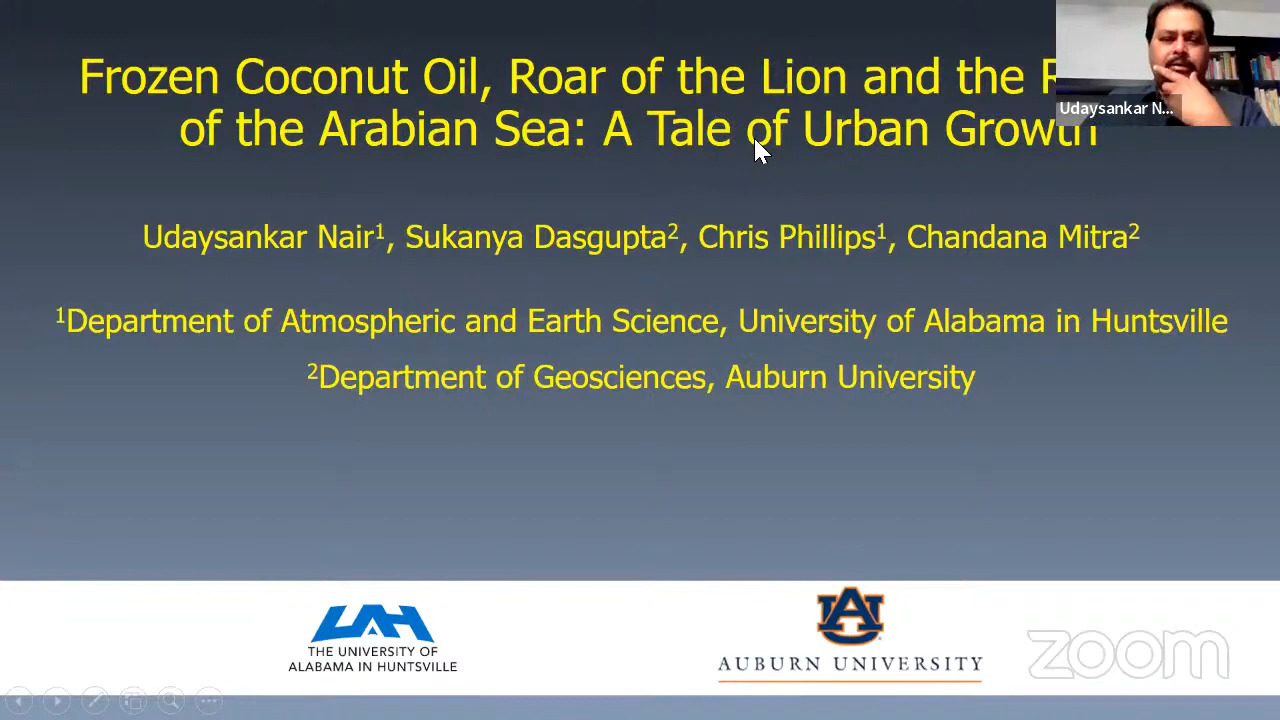 Frozen Coconut Oil, Roar of the Lion and the
of the Arabian Sea: A Tale of Urban Growth
Udaysankar N...
Udaysankar Nair¹, Sukanya Dasgupta², Chris Phillips¹, Chandana Mitra²
¹Department of Atmospheric and Earth Science, University of Alabama in Huntsville
²Department of Geosciences, Auburn University
UAH
THE UNIVERSITY OF
ALABAMA IN HUNTSVILLE
AU
AUBURN UNIVERSITY
zoom